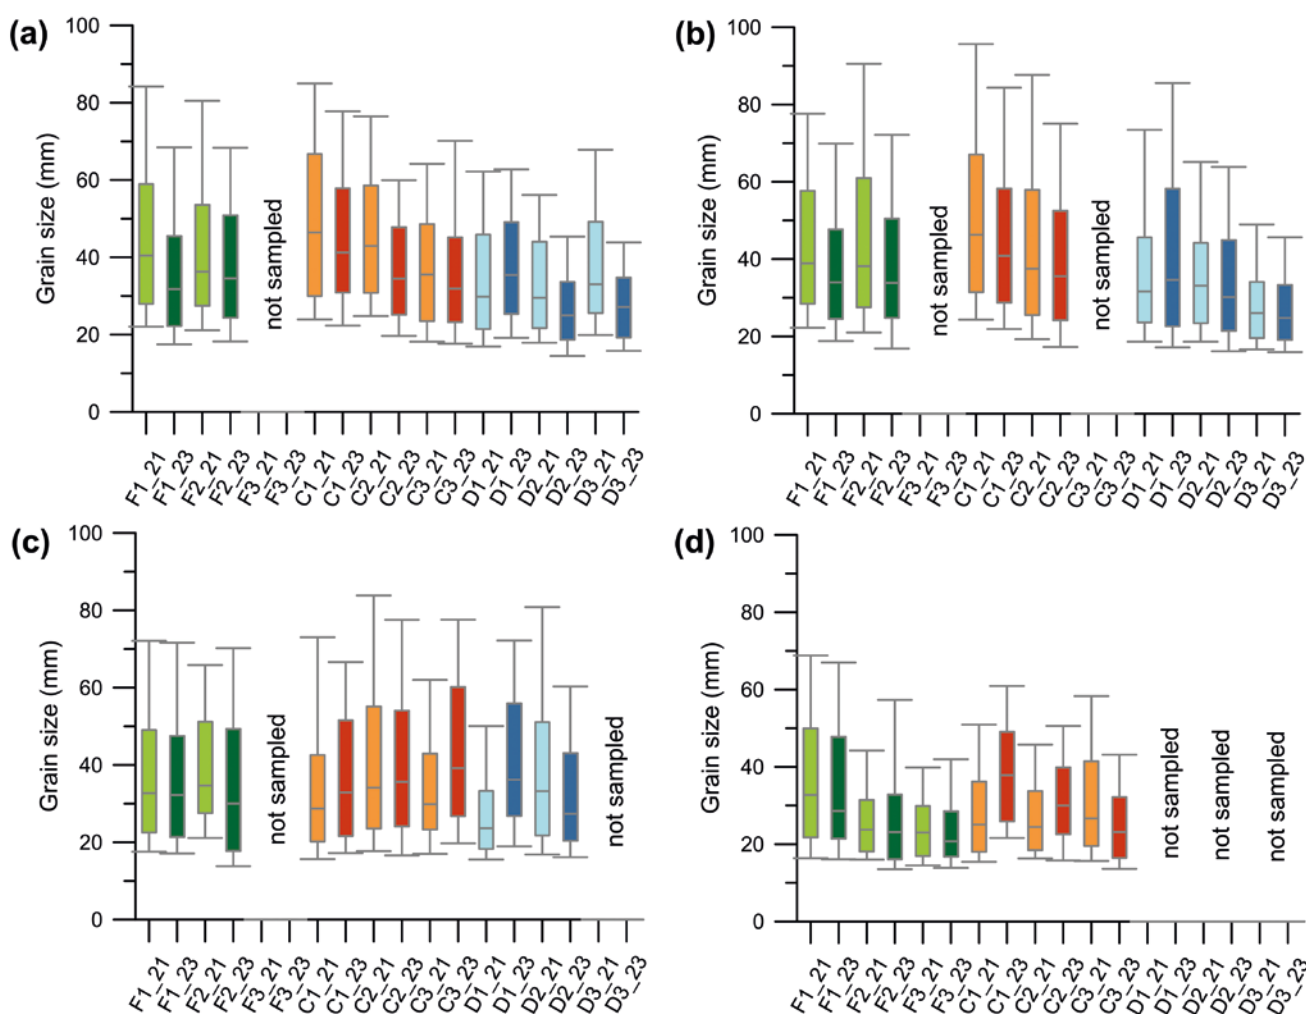 (a)
100
80
60
40
20
0
Grain size (mm)
not sampled
F1_21
F1_23
F2_21
F2_23
F3_21
F3_23
C1_21
C1_23
C2_21
C2_23
C3_21
C3_23
D1_21
D1_23
D2_21
D2_23
D3_21
D3_23
(b)
100
80
60
40
20
0
Grain size (mm)
not sampled
not sampled
F1_21
F1_23
F2_21
F2_23
F3_21
F3_23
C1_21
C1_23
C2_21
C2_23
C3_21
C3_23
D1_21
D1_23
D2_21
D2_23
D3_21
D3_23
(c)
100
80
60
40
20
0
Grain size (mm)
not sampled
not sampled
F1_21
F1_23
F2_21
F2_23
F3_21
F3_23
C1_21
C1_23
C2_21
C2_23
C3_21
C3_23
D1_21
D1_23
D2_21
D2_23
D3_21
D3_23
(d)
100
80
60
40
20
0
Grain size (mm)
not sampled
not sampled
not sampled
F1_21
F1_23
F2_21
F2_23
F3_21
F3_23
C1_21
C1_23
C2_21
C2_23
C3_21
C3_23
D1_21
D1_23
D2_21
D2_23
D3_21
D3_23